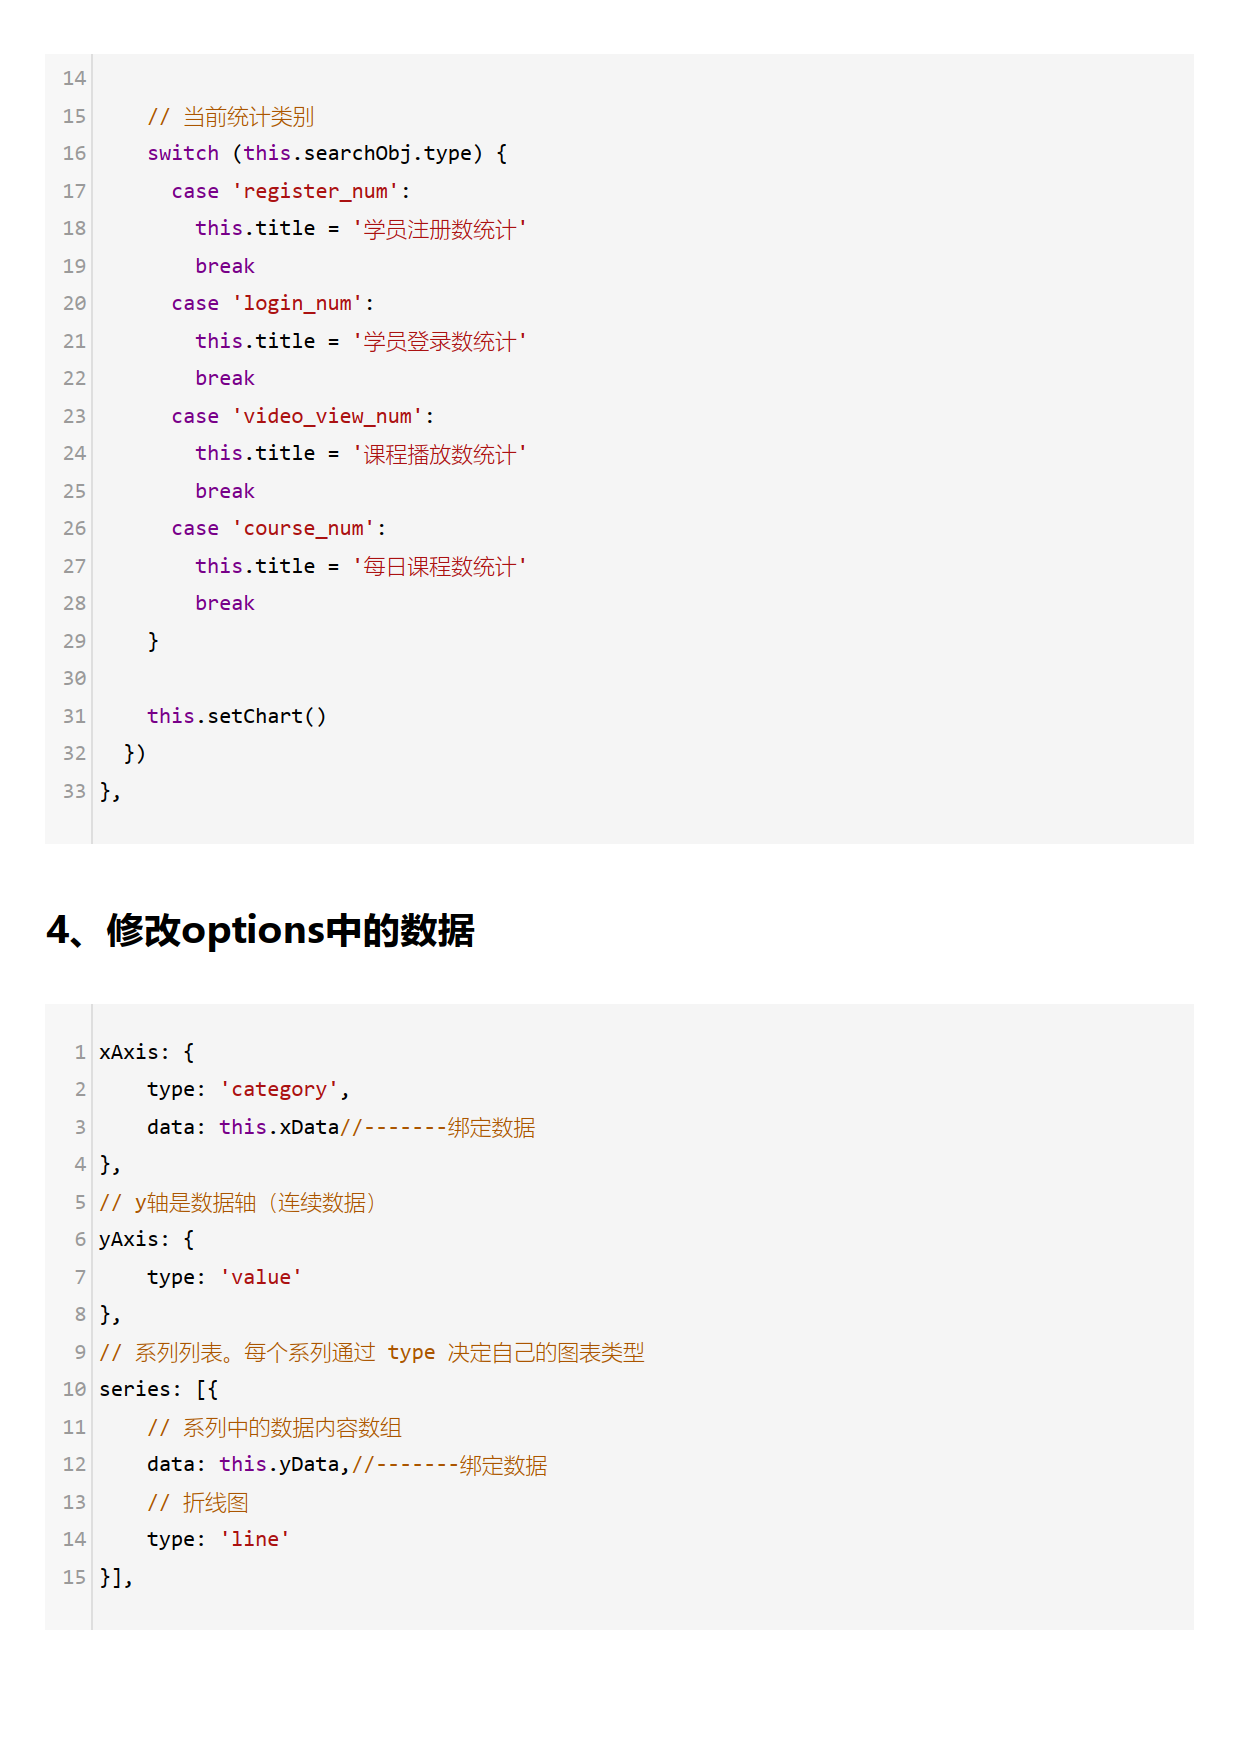 14
15     // 当前统计类别
16     switch (this.searchObj.type) {
17       case 'register_num':
18         this.title = '学员注册数统计'
19         break
20       case 'login_num':
21         this.title = '学员登录数统计'
22         break
23       case 'video_view_num':
24         this.title = '课程播放数统计'
25         break
26       case 'course_num':
27         this.title = '每日课程数统计'
28         break
29     }
30
31     this.setChart()
32   })
33 },
4、修改options中的数据
1 xAxis: {
2     type: 'category',
3     data: this.xData//-------绑定数据
4 },
5 // y轴是数据轴（连续数据）
6 yAxis: {
7     type: 'value'
8 },
9 // 系列列表。每个系列通过 type 决定自己的图表类型
10 series: [{
11     // 系列中的数据内容数组
12     data: this.yData,//-------绑定数据
13     // 折线图
14     type: 'line'
15 }],